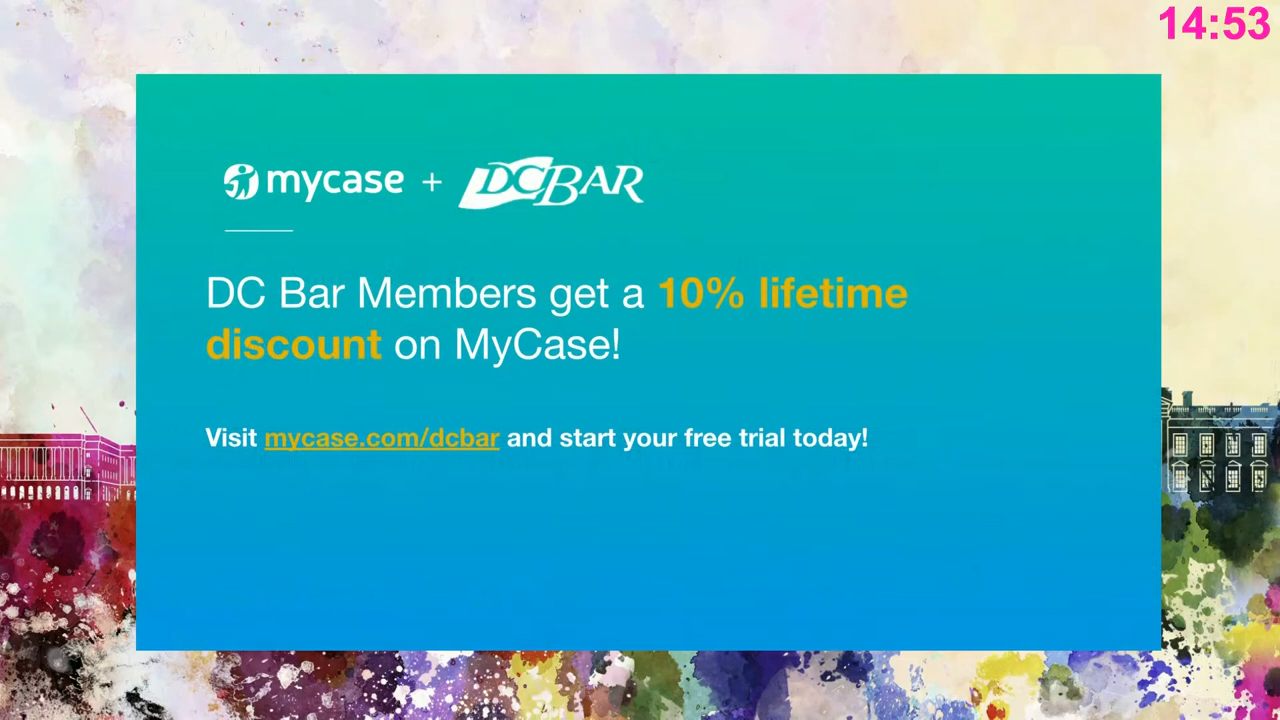 14:53
mycase + DCBAR
DC Bar Members get a 10% lifetime
discount on MyCase!
Visit mycase.com/dcbar and start your free trial today!